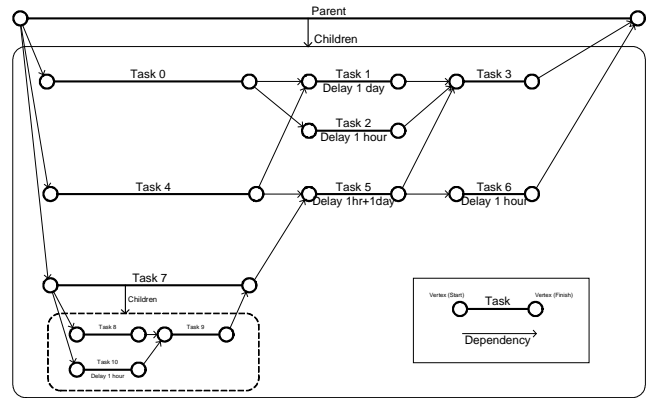 Parent
Children
Task 0
Task 1
Delay 1 day
Task 3
Task 2
Delay 1 hour
Task 4
Task 5
Delay 1hr+1day
Task 6
Delay 1 hour
Task 7
Children
Task 8
Task 9
Task 10
Delay 1 hour
Vertex (Start)
Vertex (Finish)
Task
Dependency